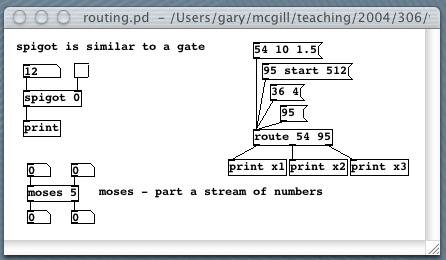 routing.pd - /Users/gary/mcgill/teaching/2004/306/
spigot is similar to a gate
12
spigot 0
print
54 10 1.5
95 start 512
36 4
95
route 54 95
print x1 print x2 print x3
0 0
moses 5
moses - part a stream of numbers
0 0